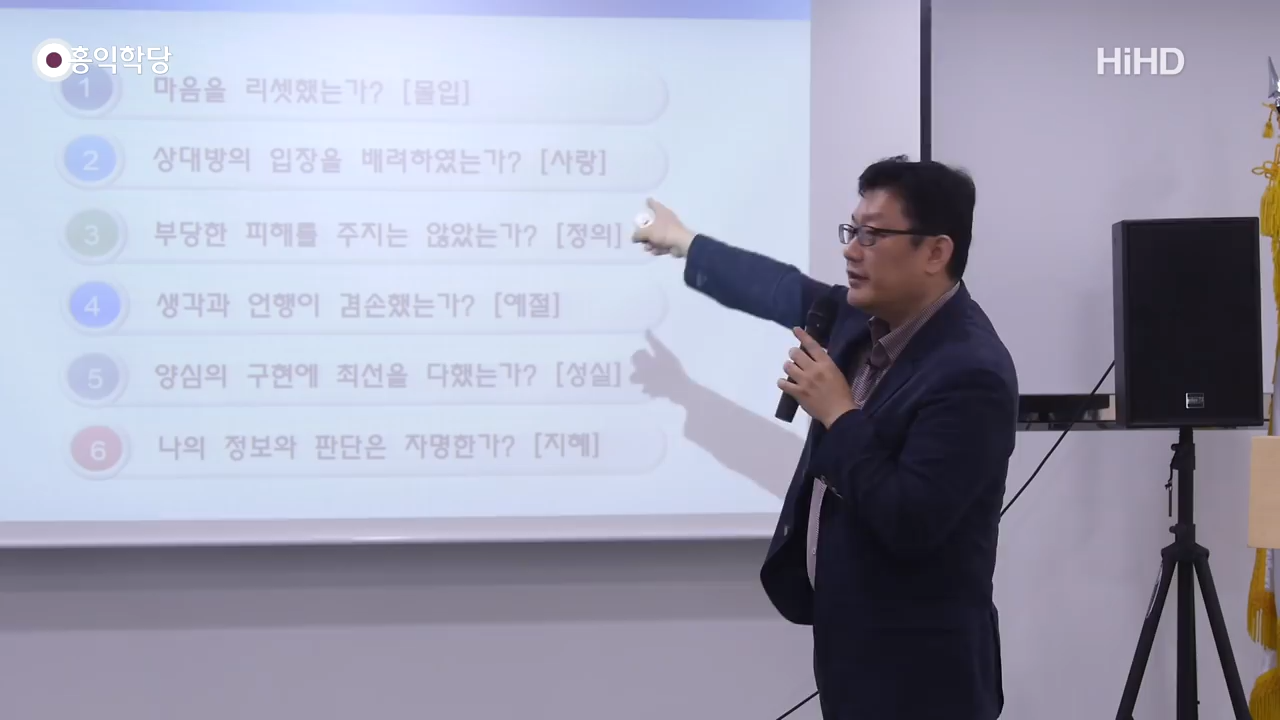 홍익학당
HiHD
1 마음을 리셋했는가? [몰입]
2 상대방의 입장을 배려하였는가? [사랑]
3 부당한 피해를 주지는 않았는가? [정의]
4 생각과 언행이 겸손했는가? [예절]
5 양심의 구현에 최선을 다했는가? [성실]
6 나의 정보와 판단은 자명한가? [지혜]